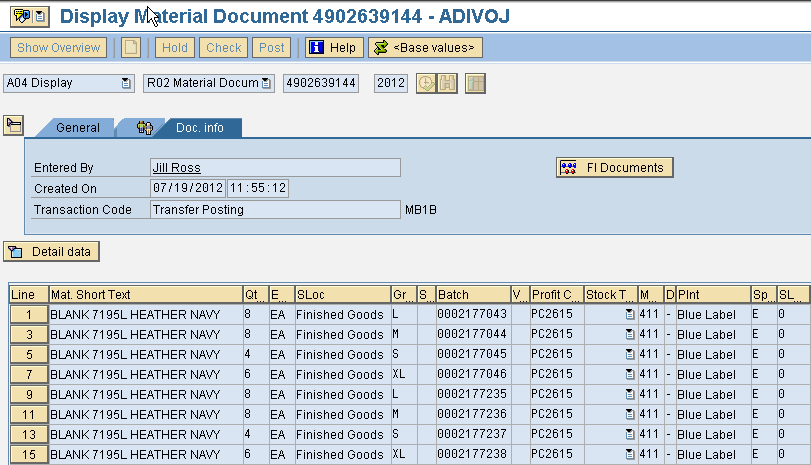 Display Material Document 4902639144 - ADIVOJ
Show Overview Hold Check Post Help <Base values>
A04 Display R02 Material Docum 4902639144 2012
General Doc. info
Entered By Jill Ross FI Documents
Created On 07/19/2012 11:55:12
Transaction Code Transfer Posting MB1B
Detail data
Line Mat. Short Text Qt.. E.. SLoc Gr.. S.. Batch V.. Profit C.. Stock T.. M.. D Plnt Sp.. SL..
1 BLANK 7195L HEATHER NAVY 8 EA Finished Goods L 0002177043 PC2615 411 - Blue Label E 0
3 BLANK 7195L HEATHER NAVY 8 EA Finished Goods M 0002177044 PC2615 411 - Blue Label E 0
5 BLANK 7195L HEATHER NAVY 4 EA Finished Goods S 0002177045 PC2615 411 - Blue Label E 0
7 BLANK 7195L HEATHER NAVY 6 EA Finished Goods XL 0002177046 PC2615 411 - Blue Label E 0
9 BLANK 7195L HEATHER NAVY 8 EA Finished Goods L 0002177235 PC2615 411 - Blue Label E 0
11 BLANK 7195L HEATHER NAVY 8 EA Finished Goods M 0002177236 PC2615 411 - Blue Label E 0
13 BLANK 7195L HEATHER NAVY 4 EA Finished Goods S 0002177237 PC2615 411 - Blue Label E 0
15 BLANK 7195L HEATHER NAVY 6 EA Finished Goods XL 0002177238 PC2615 411 - Blue Label E 0